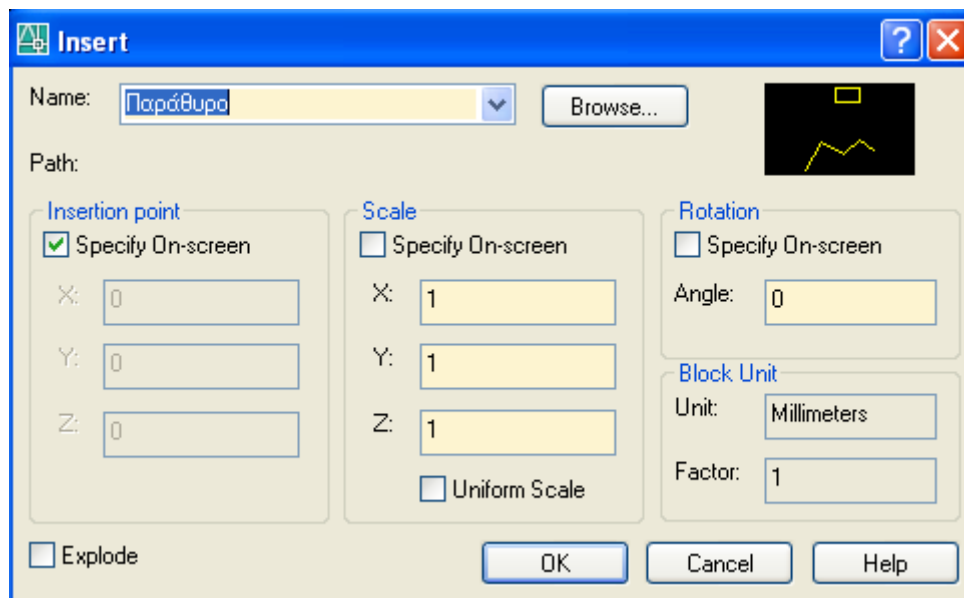 Insert
Name: Παράθυρο Browse...
Path:
Insertion point Scale Rotation
Specify On-screen Specify On-screen Specify On-screen
X: 0 X: 1 Angle: 0
Y: 0 Y: 1 Block Unit
Unit: Millimeters
Z: 0 Z: 1
Factor: 1
Uniform Scale
Explode OK Cancel Help